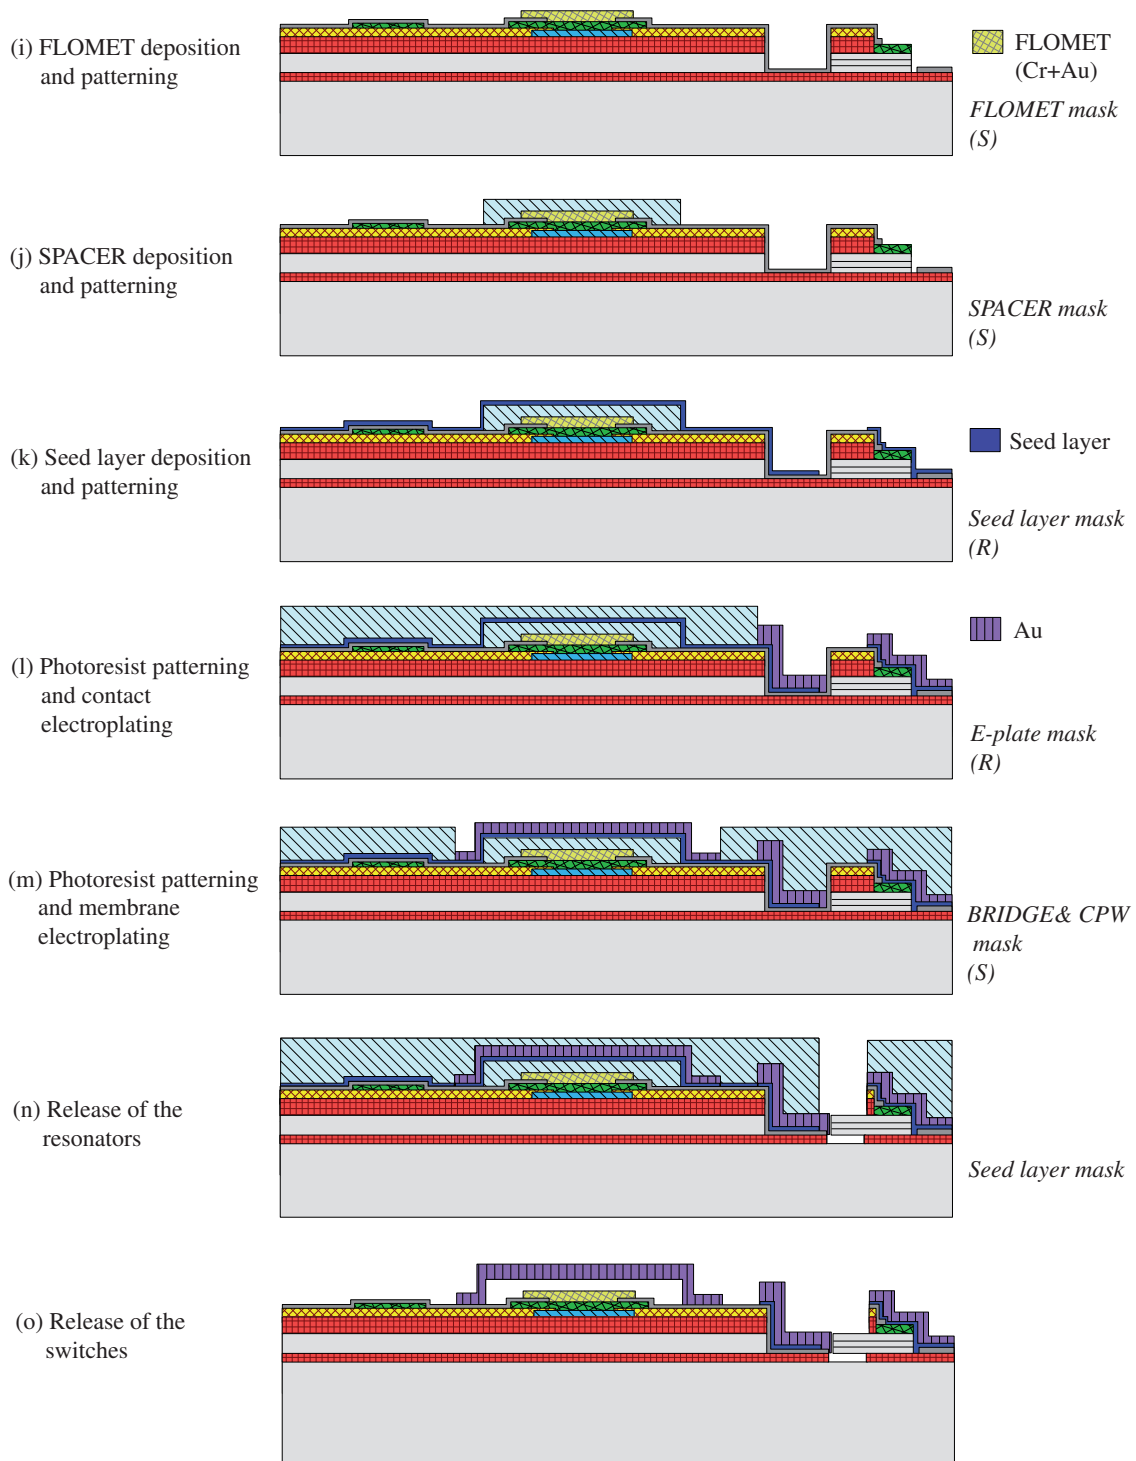 (i) FLOMET deposition
and patterning
FLOMET
(Cr+Au)
FLOMET mask
(S)
(j) SPACER deposition
and patterning
SPACER mask
(S)
(k) Seed layer deposition
and patterning
Seed layer
Seed layer mask
(R)
(l) Photoresist patterning
and contact
electroplating
Au
E-plate mask
(R)
(m) Photoresist patterning
and membrane
electroplating
BRIDGE& CPW
mask
(S)
(n) Release of the
resonators
Seed layer mask
(o) Release of the
switches